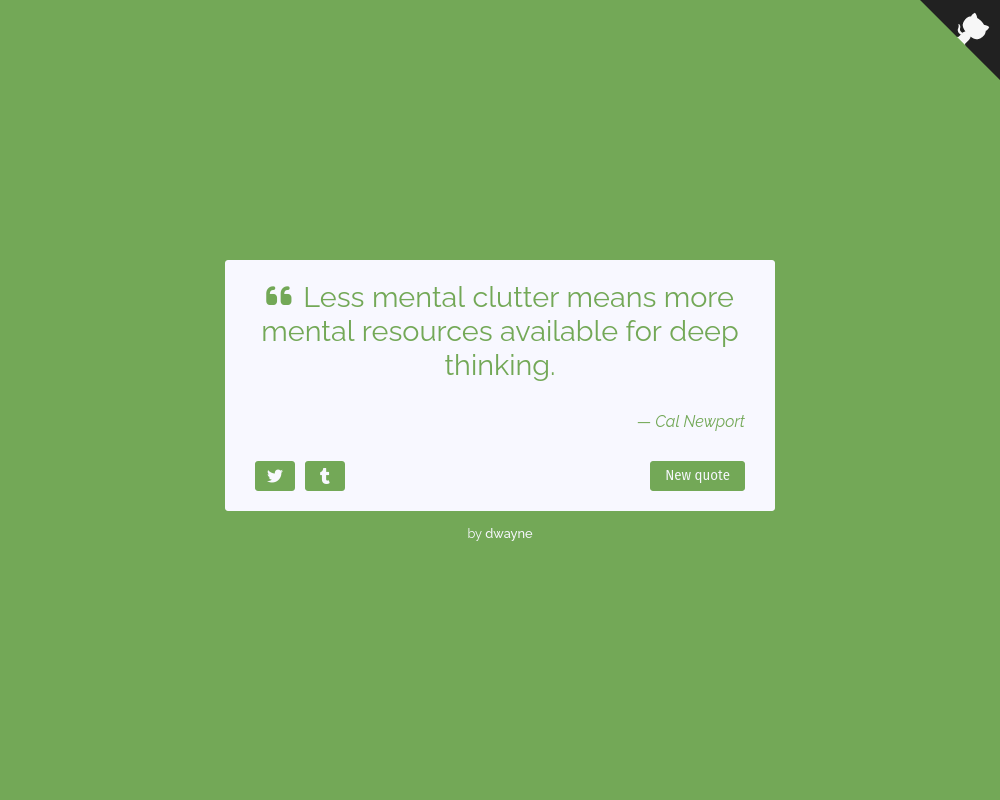 ❝ Less mental clutter means more
mental resources available for deep
thinking.
— Cal Newport
New quote
by dwayne